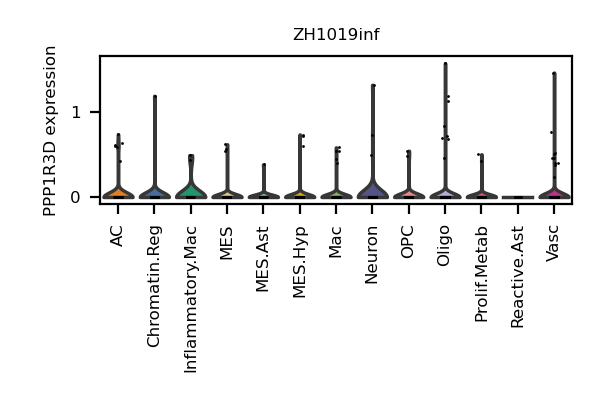 ZH1019inf
PPP1R3D expression
1
0
AC
Chromatin.Reg
Inflammatory.Mac
MES
MES.Ast
MES.Hyp
Mac
Neuron
OPC
Oligo
Prolif.Metab
Reactive.Ast
Vasc